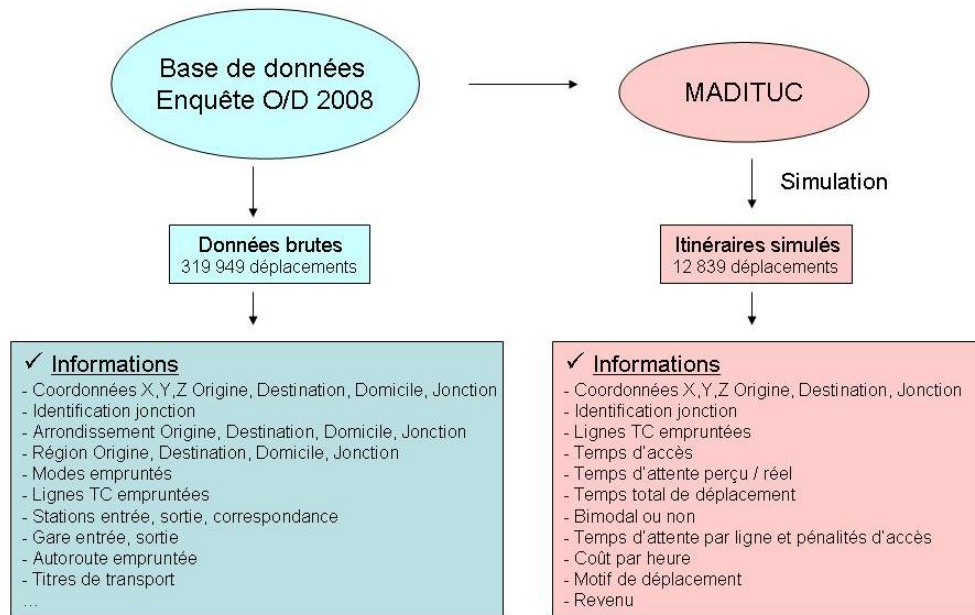 Base de données
Enquête O/D 2008
MADITUC
Simulation
Données brutes
319 949 déplacements
Itinéraires simulés
12 839 déplacements
✓ Informations
- Coordonnées X,Y,Z Origine, Destination, Domicile, Jonction
- Identification jonction
- Arrondissement Origine, Destination, Domicile, Jonction
- Région Origine, Destination, Domicile, Jonction
- Modes empruntés
- Lignes TC empruntées
- Stations entrée, sortie, correspondance
- Gare entrée, sortie
- Autoroute empruntée
- Titres de transport
...
✓ Informations
- Coordonnées X,Y,Z Origine, Destination, Jonction
- Identification jonction
- Lignes TC empruntées
- Temps d'accès
- Temps d'attente perçu / réel
- Temps total de déplacement
- Bimodal ou non
- Temps d'attente par ligne et pénalités d'accès
- Coût par heure
- Motif de déplacement
- Revenu